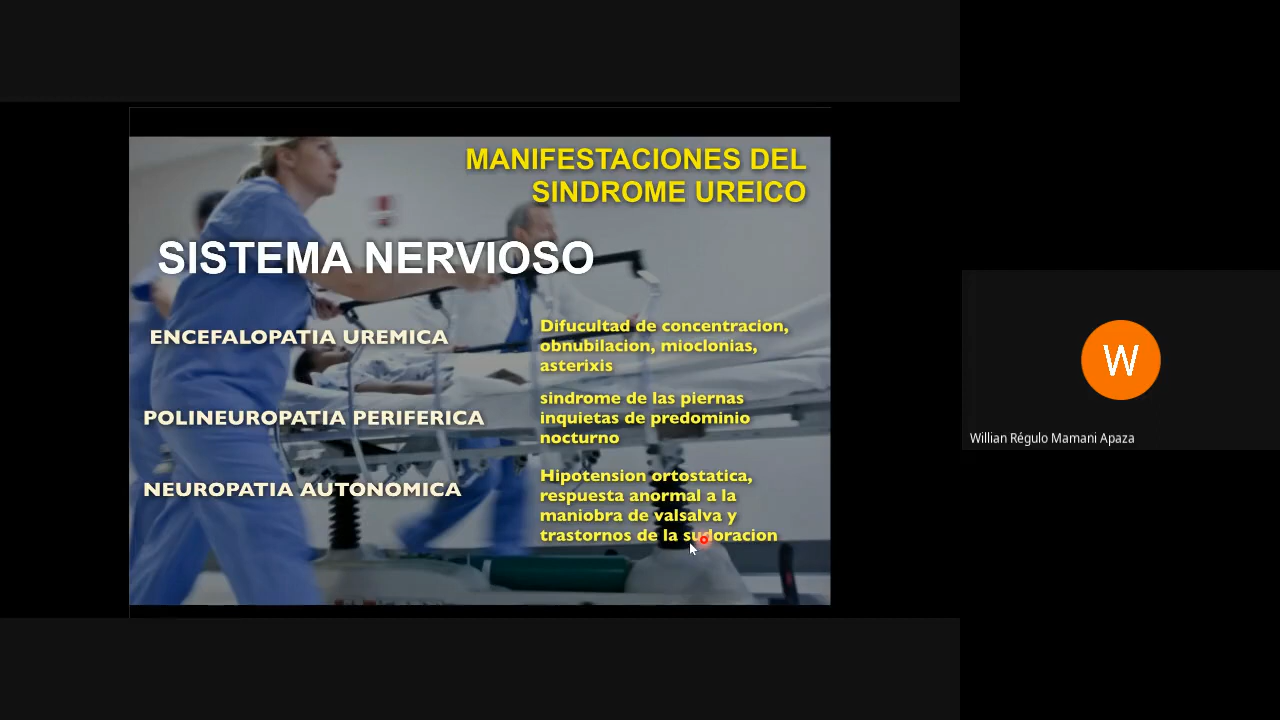 MANIFESTACIONES DEL
SINDROME UREICO
SISTEMA NERVIOSO
ENCEFALOPATIA UREMICA
Difucultad de concentracion,
obnubilacion, mioclonias,
asterixis
POLINEUROPATIA PERIFERICA
sindrome de las piernas
inquietas de predominio
nocturno
NEUROPATIA AUTONOMICA
Hipotension ortostatica,
respuesta anormal a la
maniobra de valsalva y
trastornos de la sudoracion
W
Willian Régulo Mamani Apaza